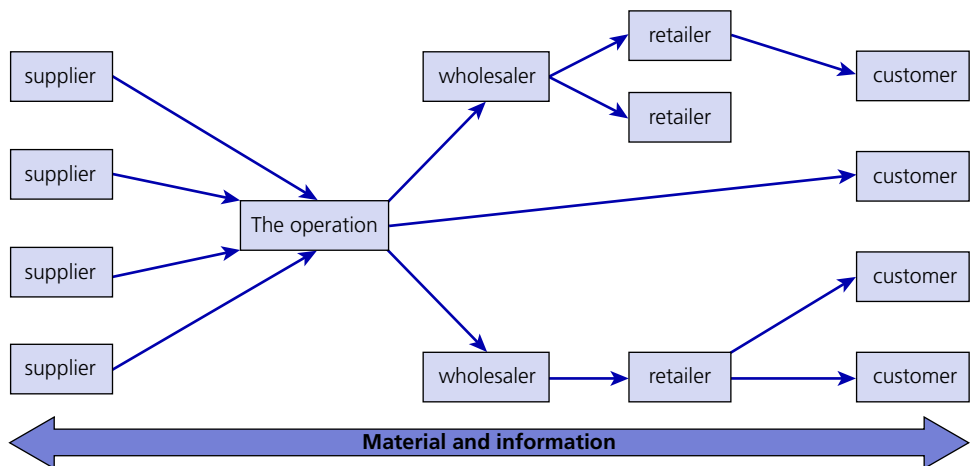 retailer
supplier
wholesaler
customer
retailer
supplier
customer
The operation
supplier
customer
supplier
wholesaler
retailer
customer
Material and information